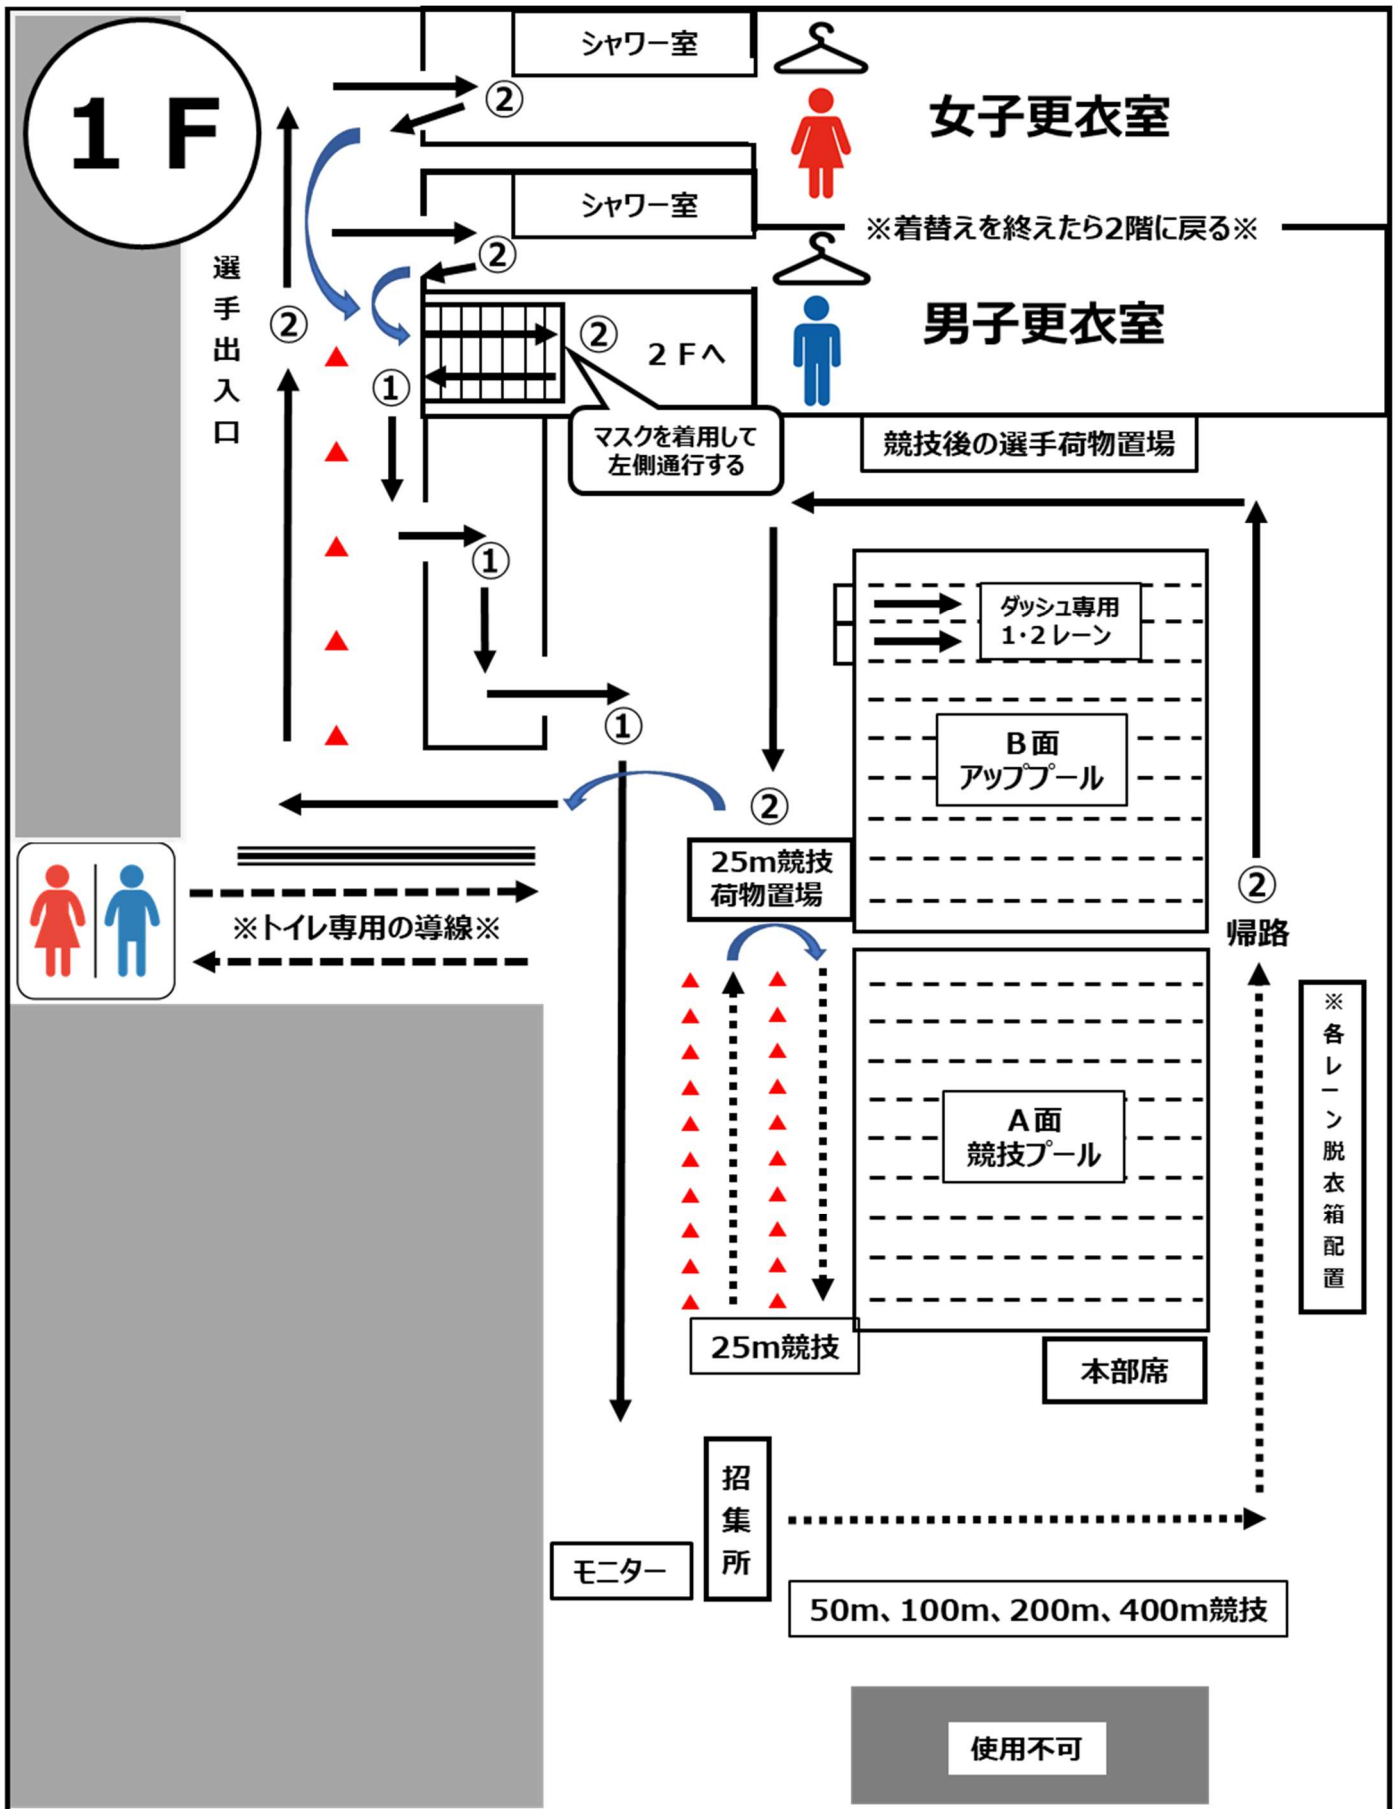 １Ｆ
シャワー室
②
女子更衣室
シャワー室
※着替えを終えたら2階に戻る※
②
選手出入口
②
②
２Ｆへ
男子更衣室
①
マスクを着用して
左側通行する
競技後の選手荷物置場
①
ダッシュ専用
1・2レーン
①
Ｂ面
アッププール
②
25m競技
荷物置場
②
帰路
※トイレ専用の導線※
※各レーン脱衣箱配置
Ａ面
競技プール
25m競技
本部席
招集所
モニター
50m、100m、200m、400m競技
使用不可